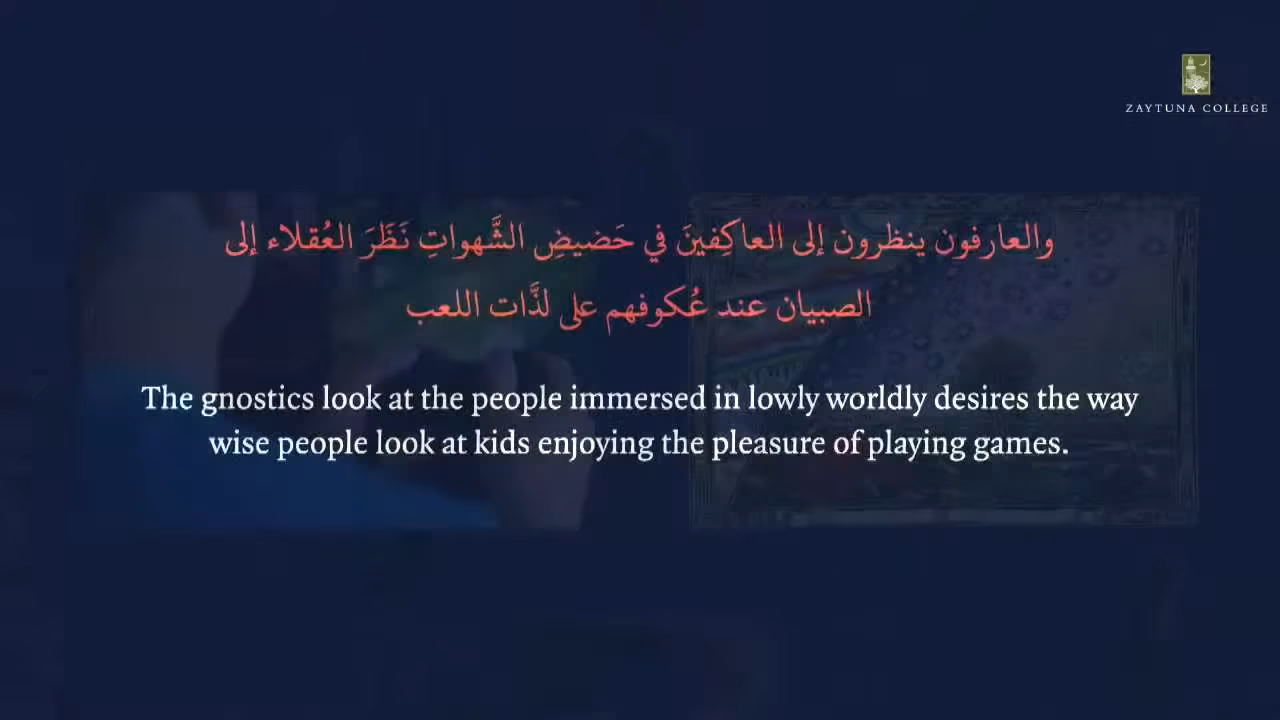 ZAYTUNA COLLEGE
والعارفون ينظرون إلى العاكِفينَ في حَضيضِ الشَّهواتِ نَظَرَ العُقلاء إلى
الصبيان عند عُكوفهم على لذَّات اللعب
The gnostics look at the people immersed in lowly worldly desires the way
wise people look at kids enjoying the pleasure of playing games.